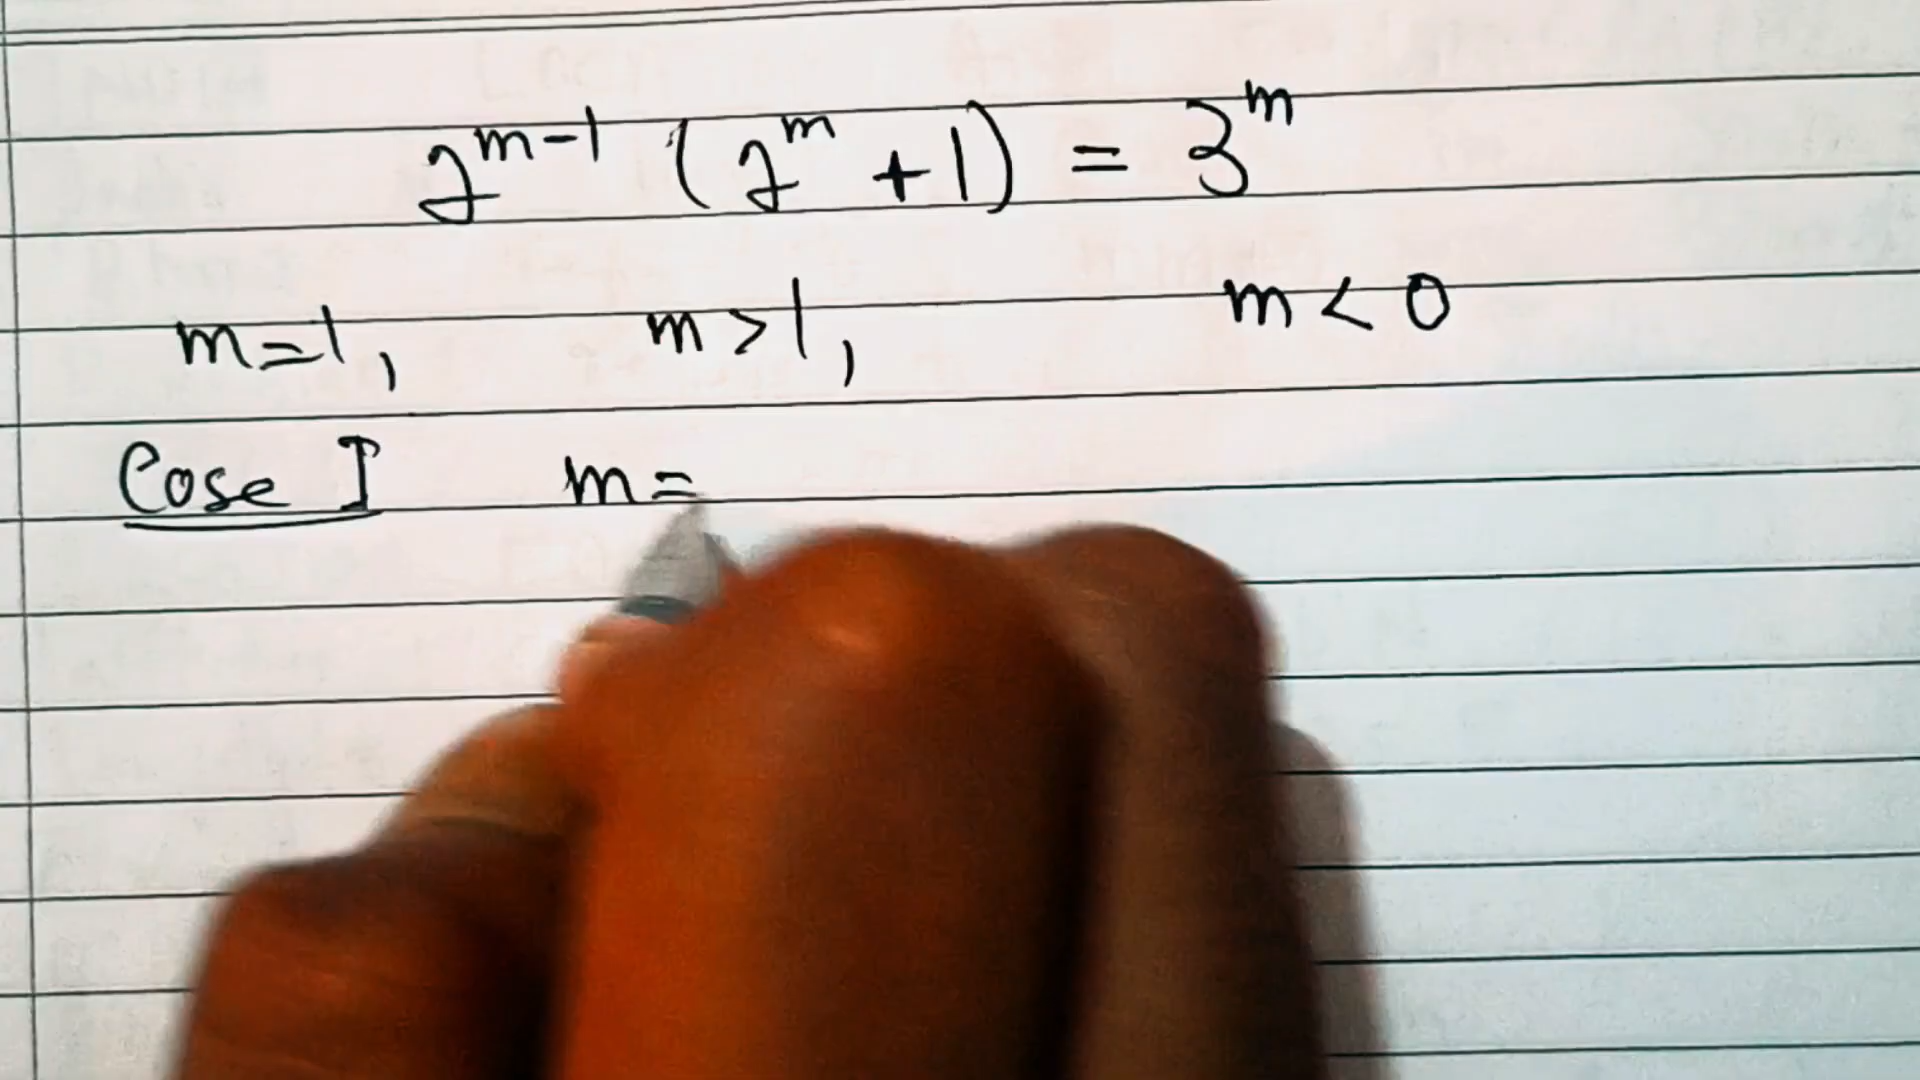 2^{m-1} (2^m + 1) = 3^m
m=1, m>1, m<0
Case I m=